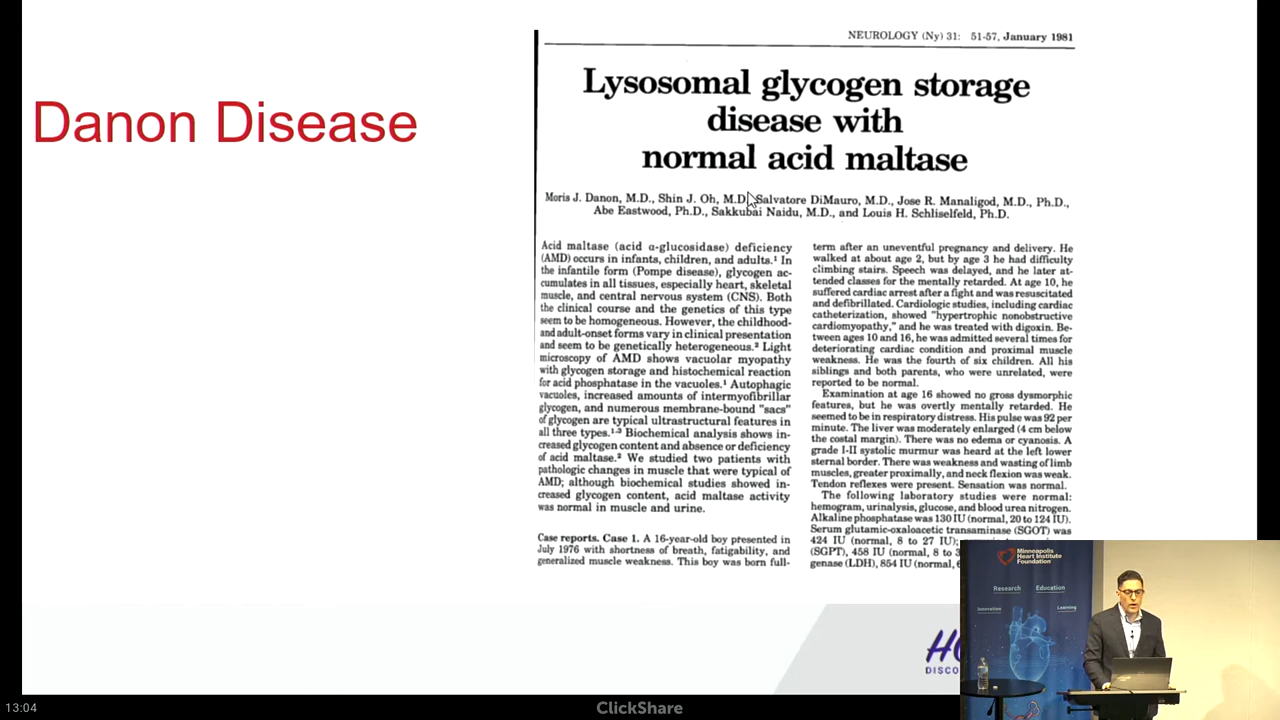 Danon Disease
NEUROLOGY (Ny) 31: 51-57, January 1981
Lysosomal glycogen storage
disease with
normal acid maltase
Moris J. Danon, M.D., Shin J. Oh, M.D., Salvatore DiMauro, M.D., Jose R. Manaligod, M.D., Ph.D.,
Abe Eastwood, Ph.D., Sakkubai Naidu, M.D., and Louis H. Schliselfeld, Ph.D.
Acid maltase (acid α-glucosidase) deficiency
(AMD) occurs in infants, children, and adults.¹ In
the infantile form (Pompe disease), glycogen ac-
cumulates in all tissues, especially heart, skeletal
muscle, and central nervous system (CNS). Both
the clinical course and the genetics of this type
seem to be homogeneous. However, the childhood-
and adult-onset forms vary in clinical presentation
and seem to be genetically heterogeneous.² Light
microscopy of AMD shows vacuolar myopathy
with glycogen storage and histochemical reaction
for acid phosphatase in the vacuoles.¹ Autophagic
vacuoles, increased amounts of intermyofibrillar
glycogen, and numerous membrane-bound "sacs"
of glycogen are typical ultrastructural features in
all three types.¹⁻³ Biochemical analysis shows in-
creased glycogen content and absence or deficiency
of acid maltase.² We studied two patients with
pathologic changes in muscle that were typical of
AMD; although biochemical studies showed in-
creased glycogen content, acid maltase activity
was normal in muscle and urine.
Case reports. Case 1. A 16-year-old boy presented in
July 1976 with shortness of breath, fatigability, and
generalized muscle weakness. This boy was born full-
term after an uneventful pregnancy and delivery. He
walked at about age 2, but by age 3 he had difficulty
climbing stairs. Speech was delayed, and he later at-
tended classes for the mentally retarded. At age 10, he
suffered cardiac arrest after a fight and was resuscitated
and defibrillated. Cardiologic studies, including cardiac
catheterization, showed "hypertrophic nonobstructive
cardiomyopathy," and he was treated with digoxin. Be-
tween ages 10 and 16, he was admitted several times for
deteriorating cardiac condition and proximal muscle
weakness. He was the fourth of six children. All his
siblings and both parents, who were unrelated, were
reported to be normal.
Examination at age 16 showed no gross dysmorphic
features, but he was overtly mentally retarded. He
seemed to be in respiratory distress. His pulse was 92 per
minute. The liver was moderately enlarged (4 cm below
the costal margin). There was no edema or cyanosis. A
grade I-II systolic murmur was heard at the left lower
sternal border. There was weakness and wasting of limb
muscles, greater proximally, and neck flexion was weak.
Tendon reflexes were present. Sensation was normal.
The following laboratory studies were normal:
hemogram, urinalysis, glucose, and blood urea nitrogen.
Alkaline phosphatase was 130 IU (normal, 20 to 124 IU).
Serum glutamic-oxaloacetic transaminase (SGOT) was
424 IU (normal, 8 to 27 IU);
(SGPT), 458 IU (normal, 8 to 3
genase (LDH), 854 IU (normal,
Minneapolis
Heart Institute
Foundation
Research Education
Innovation Learning
H
DISCO
13:04
ClickShare